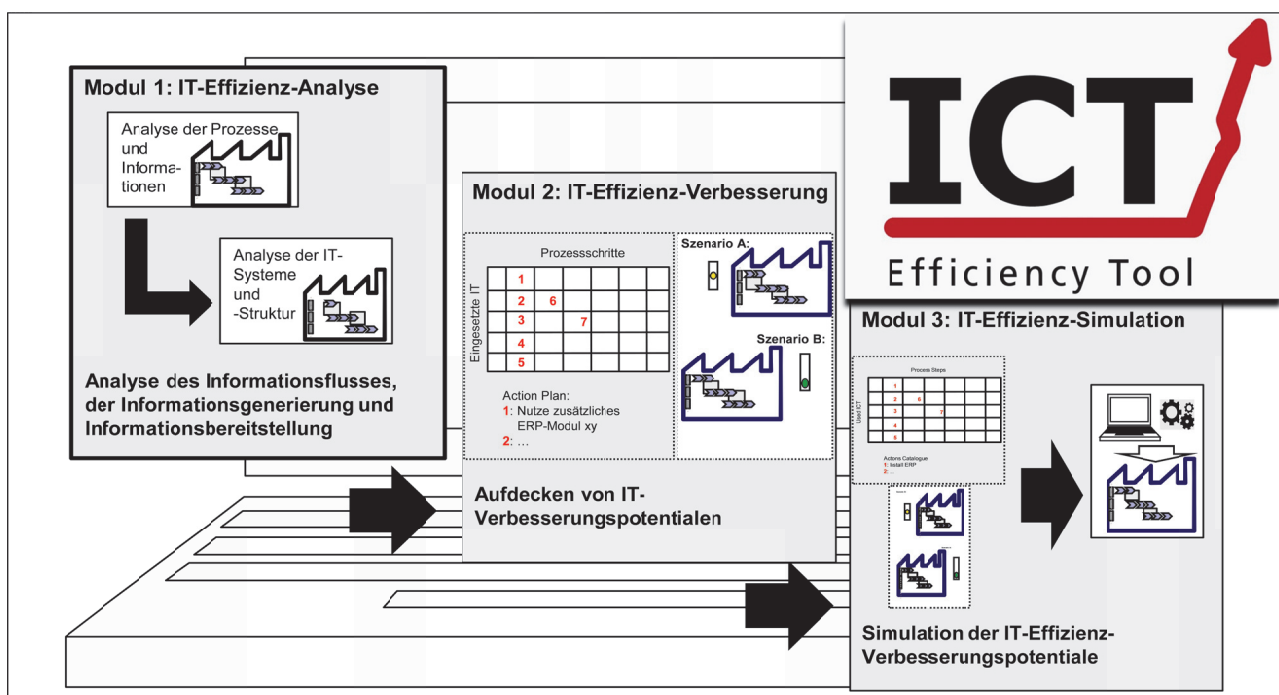 Modul 1: IT-Effizienz-Analyse
Analyse der Prozesse
und
Informa-
tionen
Analyse der IT-
Systeme
und
-Struktur
Analyse des Informationsflusses,
der Informationsgenerierung und
Informationsbereitstellung
Modul 2: IT-Effizienz-Verbesserung
Prozessschritte
Eingesetzte IT
1
2 6
3 7
4
5
Action Plan:
1: Nutze zusätzliches
ERP-Modul xy
2: ...
Szenario A:
Szenario B:
Aufdecken von IT-
Verbesserungspotentialen
ICT
Efficiency Tool
Modul 3: IT-Effizienz-Simulation
Process Steps
Used ICT
1
2 6
3 7
4
5
Actons Catalogue
1: Install ERP
2: ..
Simulation der IT-Effizienz-
Verbesserungspotentiale